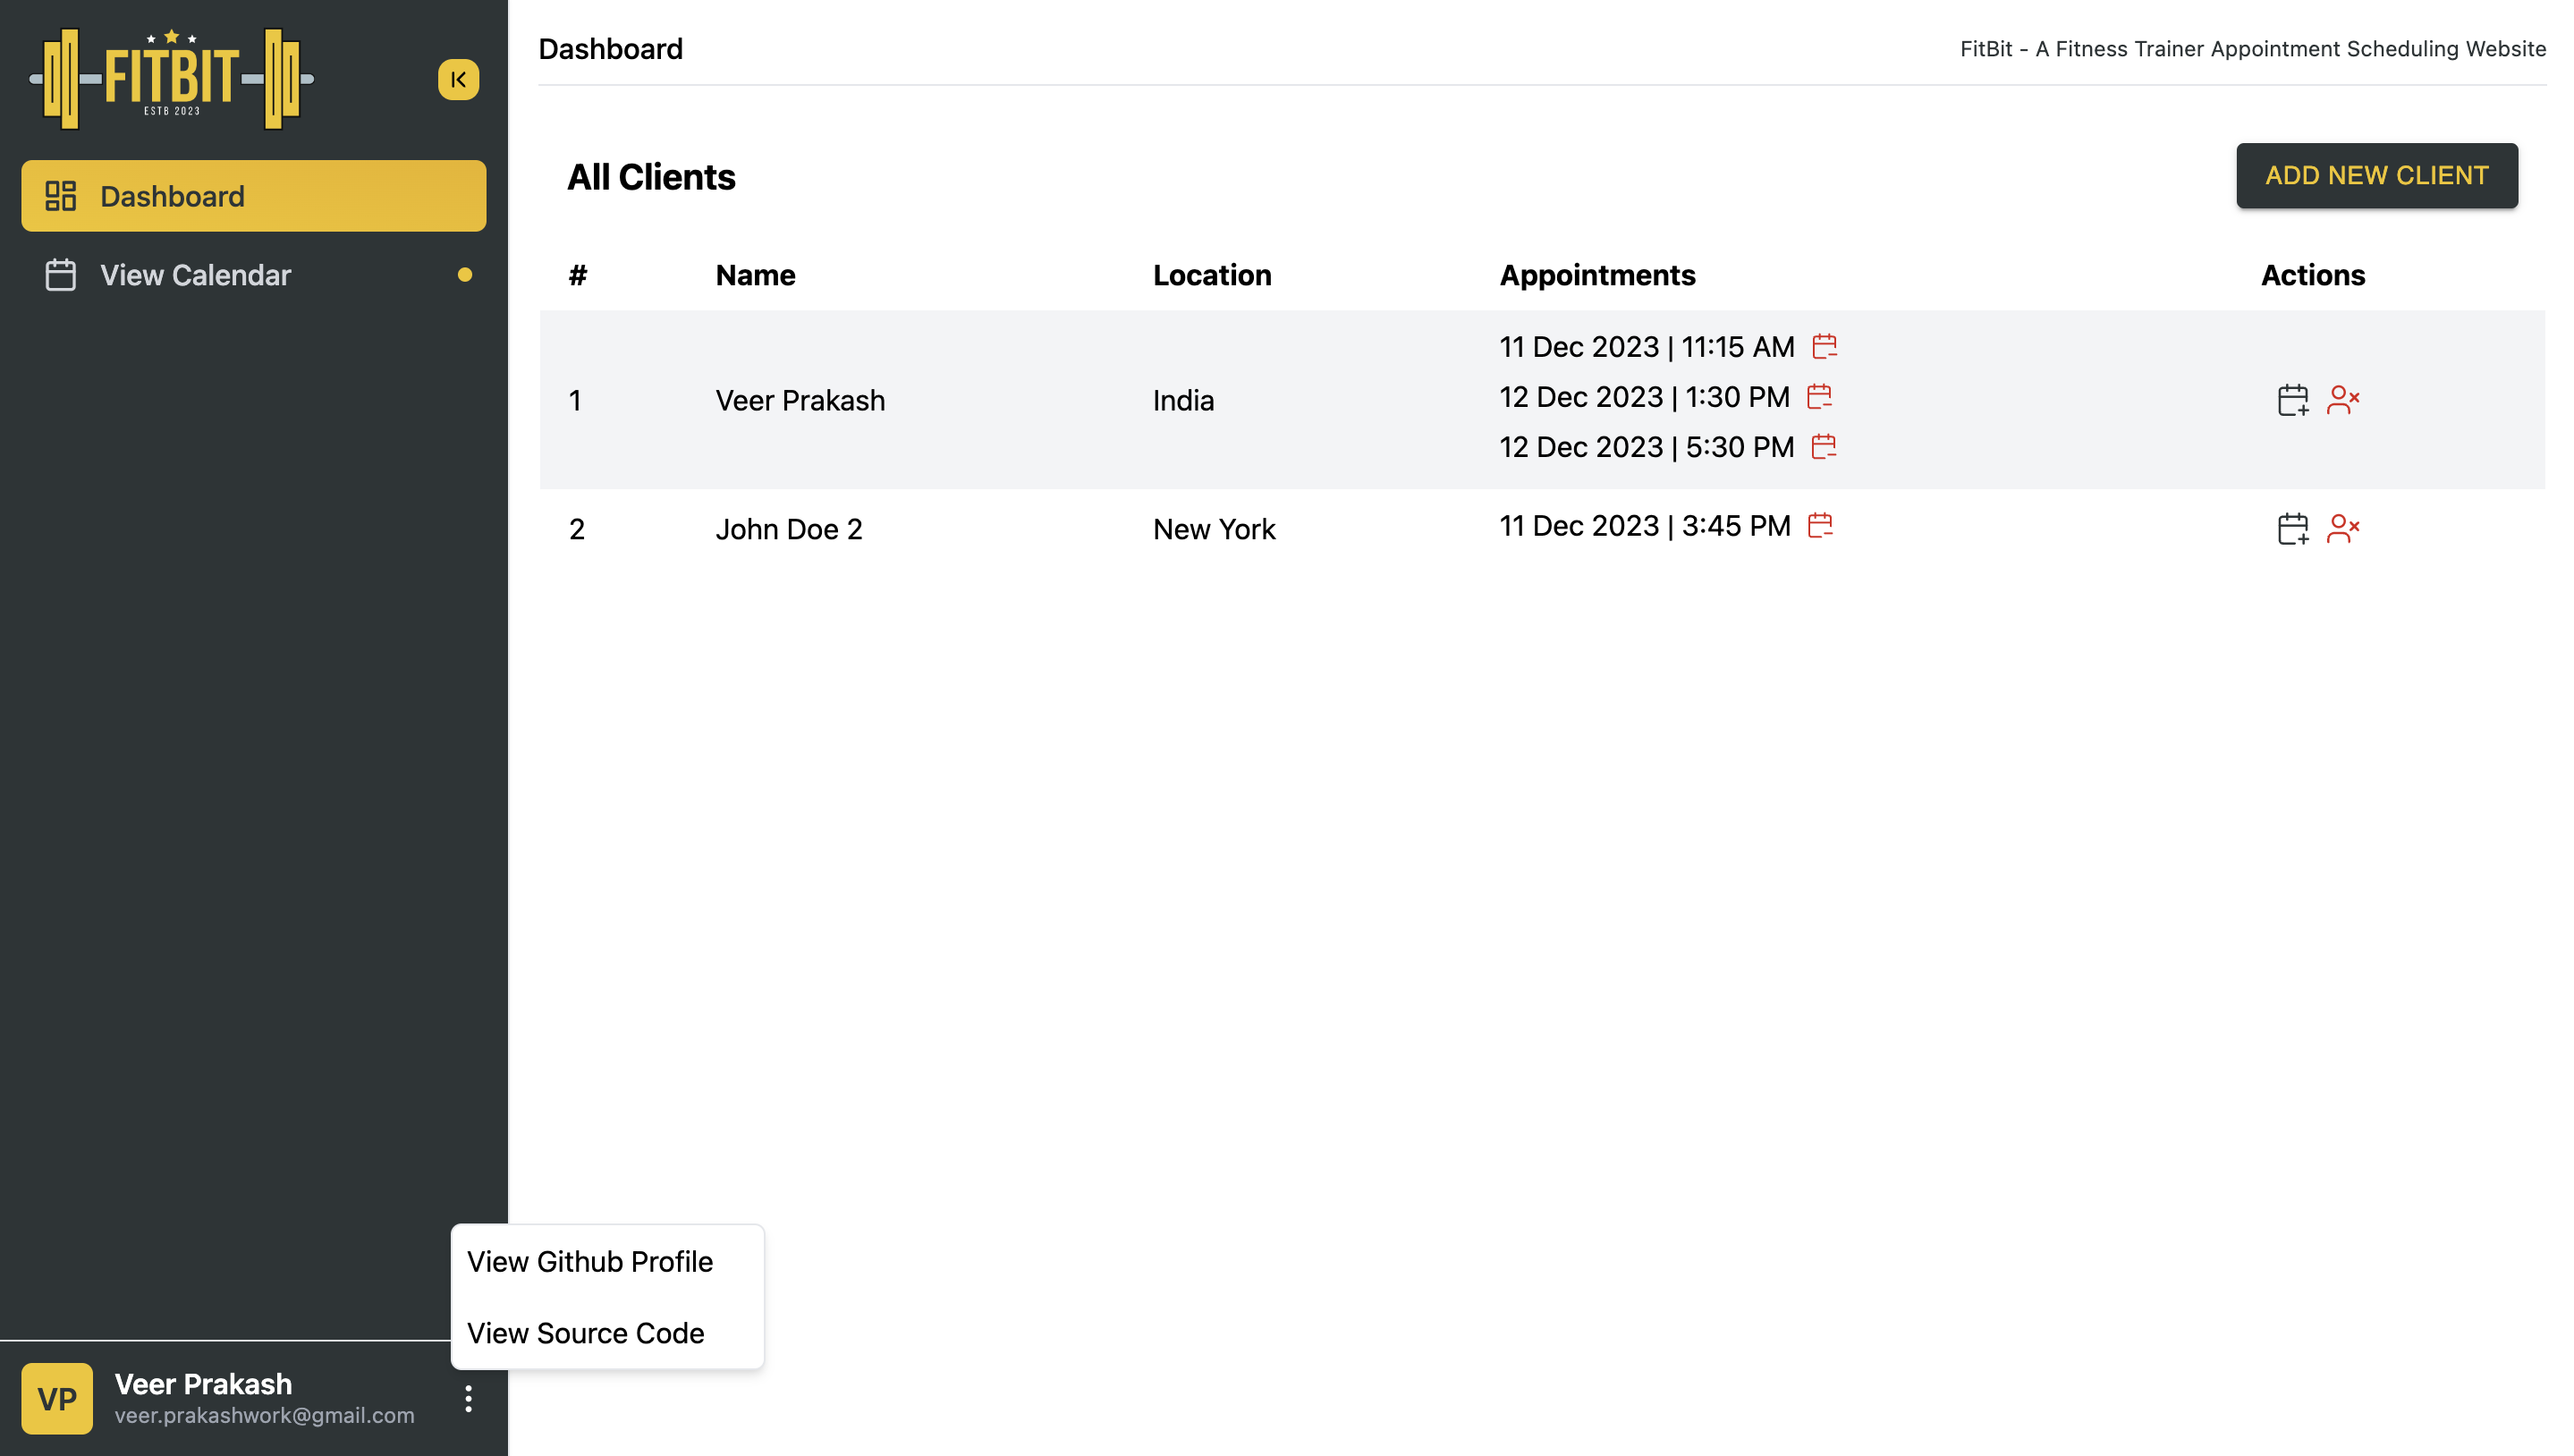 FITBIT
ESTB 2023
Dashboard
View Calendar
Dashboard
FitBit - A Fitness Trainer Appointment Scheduling Website
All Clients
ADD NEW CLIENT
# Name Location Appointments Actions
11 Dec 2023 | 11:15 AM
1 Veer Prakash India 12 Dec 2023 | 1:30 PM
12 Dec 2023 | 5:30 PM
2 John Doe 2 New York 11 Dec 2023 | 3:45 PM
View Github Profile
View Source Code
VP
Veer Prakash
veer.prakashwork@gmail.com